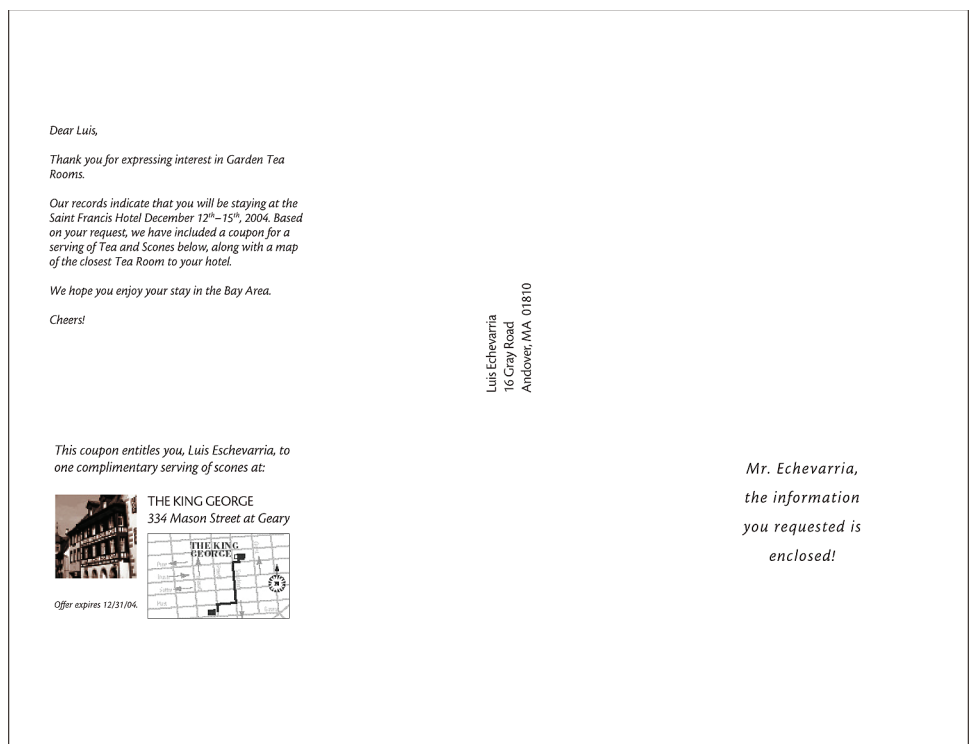 Dear Luis,
Thank you for expressing interest in Garden Tea
Rooms.
Our records indicate that you will be staying at the
Saint Francis Hotel December 12th–15th, 2004. Based
on your request, we have included a coupon for a
serving of Tea and Scones below, along with a map
of the closest Tea Room to your hotel.
We hope you enjoy your stay in the Bay Area.
Cheers!
This coupon entitles you, Luis Eschevarria, to
one complimentary serving of scones at:
THE KING GEORGE
334 Mason Street at Geary
THE KING
GEORGE
Post
Offer expires 12/31/04.
Luis Echevarria
16 Gray Road
Andover, MA 01810
Mr. Echevarria,
the information
you requested is
enclosed!